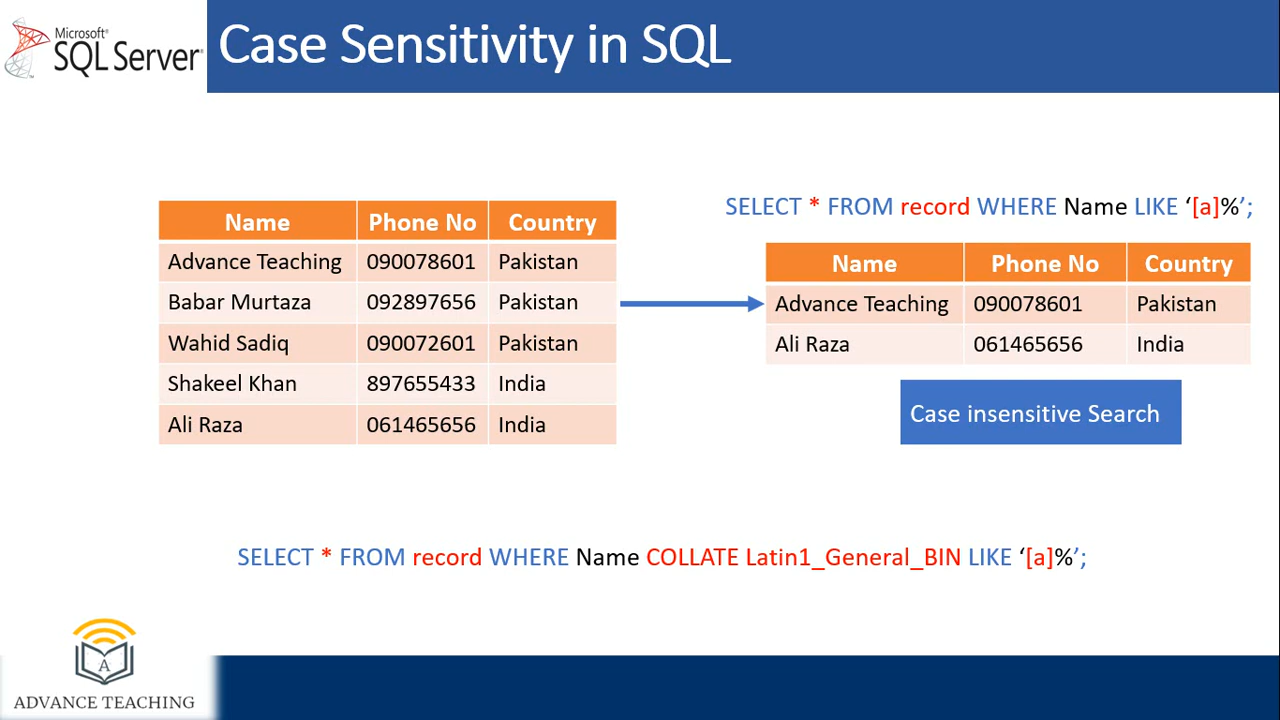 Microsoft®
SQL Server®
Case Sensitivity in SQL
SELECT * FROM record WHERE Name LIKE ‘[a]%’;
Name Phone No Country
Advance Teaching 090078601 Pakistan
Babar Murtaza 092897656 Pakistan
Wahid Sadiq 090072601 Pakistan
Shakeel Khan 897655433 India
Ali Raza 061465656 India
Name Phone No Country
Advance Teaching 090078601 Pakistan
Ali Raza 061465656 India
Case insensitive Search
SELECT * FROM record WHERE Name COLLATE Latin1_General_BIN LIKE ‘[a]%’;
A
ADVANCE TEACHING